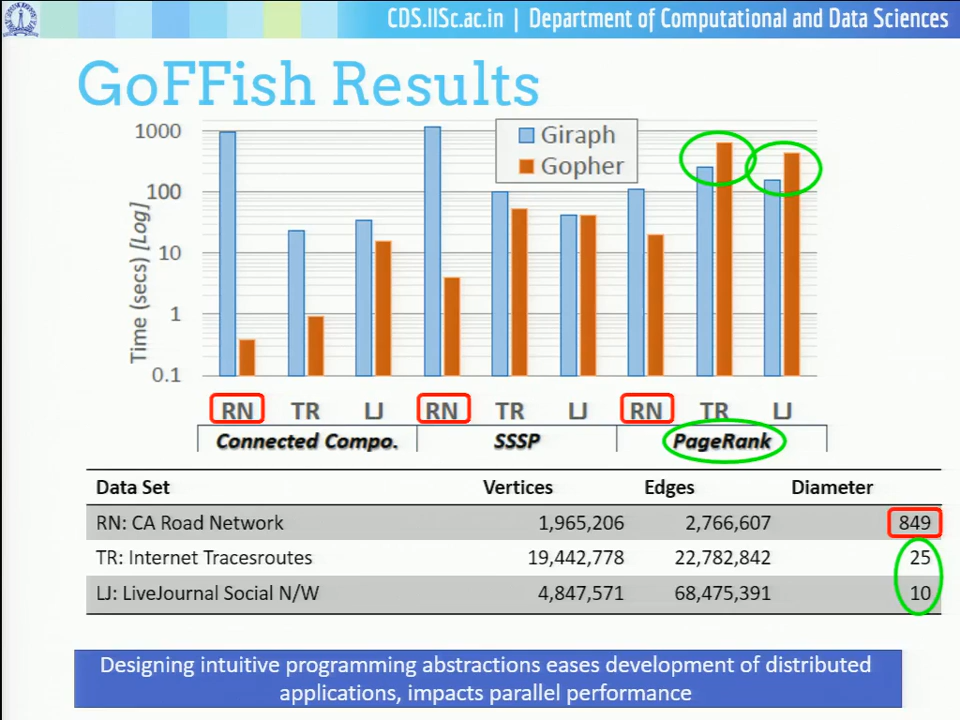 CDS.IISc.ac.in | Department of Computational and Data Sciences
GoFFish Results
Giraph
Gopher
1000
100
10
1
0.1
Time (secs) [Log]
RN TR LJ RN TR LJ RN TR LJ
Connected Compo. SSSP PageRank
Data Set Vertices Edges Diameter
RN: CA Road Network 1,965,206 2,766,607 849
TR: Internet Tracesroutes 19,442,778 22,782,842 25
LJ: LiveJournal Social N/W 4,847,571 68,475,391 10
Designing intuitive programming abstractions eases development of distributed
applications, impacts parallel performance